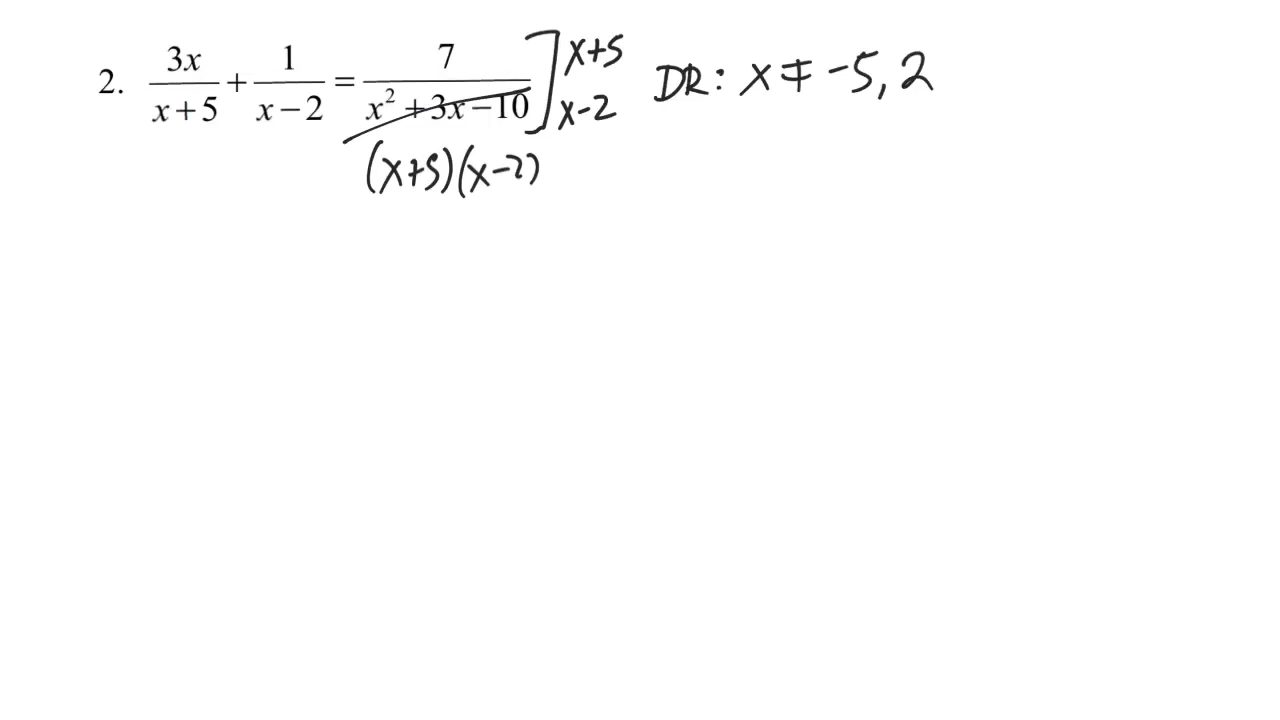 2. 3x/(x+5) + 1/(x−2) = 7/(x² + 3x − 10) ] x+5 x-2 DR: x ≠ -5, 2
(x+5)(x-2)